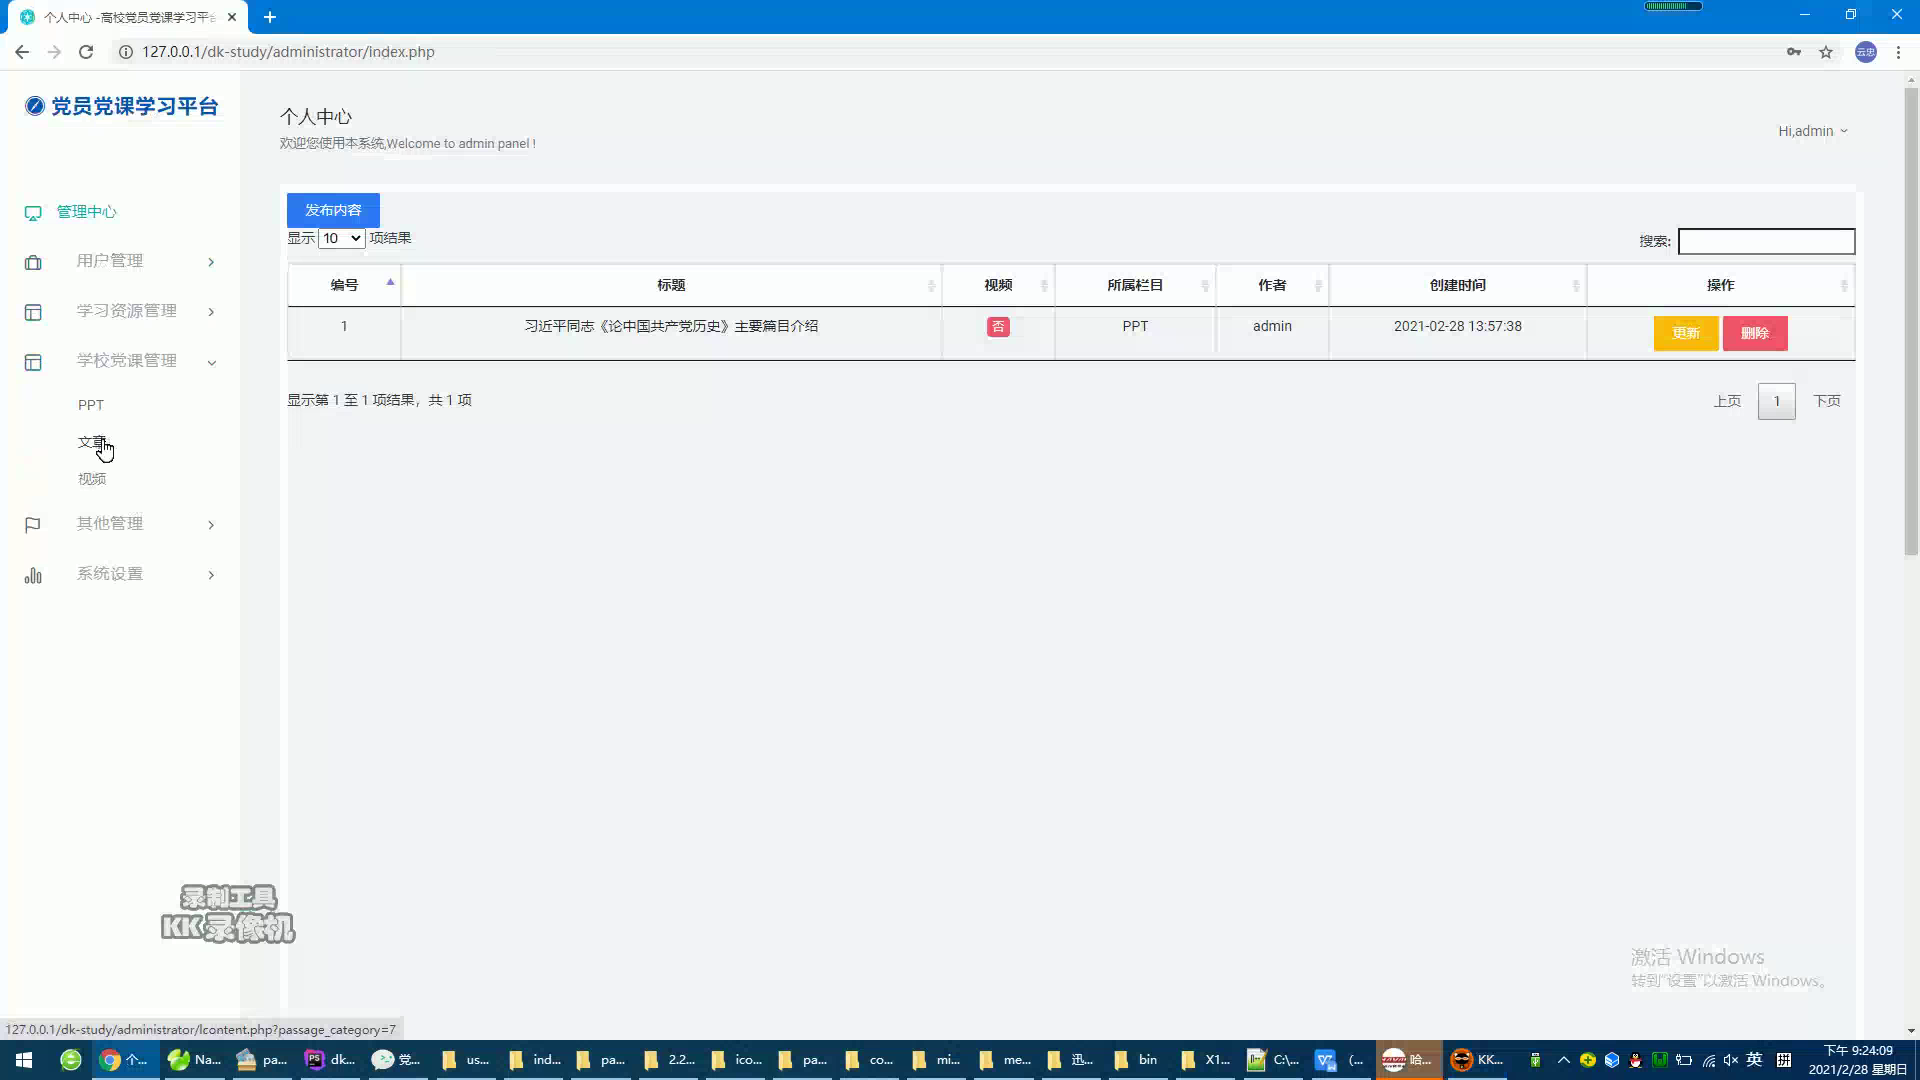 个人中心 -高校党员党课学习平台
127.0.0.1/dk-study/administrator/index.php
云忠
党员党课学习平台
个人中心
欢迎您使用本系统,Welcome to admin panel !
Hi,admin
管理中心
用户管理
学习资源管理
学校党课管理
PPT
文章
视频
其他管理
系统设置
发布内容
显示 10 项结果
搜索:
编号 标题 视频 所属栏目 作者 创建时间 操作
1 习近平同志《论中国共产党历史》主要篇目介绍 否 PPT admin 2021-02-28 13:57:38 更新 删除
显示第 1 至 1 项结果，共 1 项
上页 1 下页
录制工具
KK录像机
激活 Windows
转到“设置”以激活 Windows。
127.0.0.1/dk-study/administrator/lcontent.php?passage_category=7
个... Na... pa... dk... 党... us... ind... pa... 2.2... ico... pa... co... mi... me... 迅... bin X1... C:\... (... 哈... KK... 英 拼
下午 9:24:09
2021/2/28 星期日